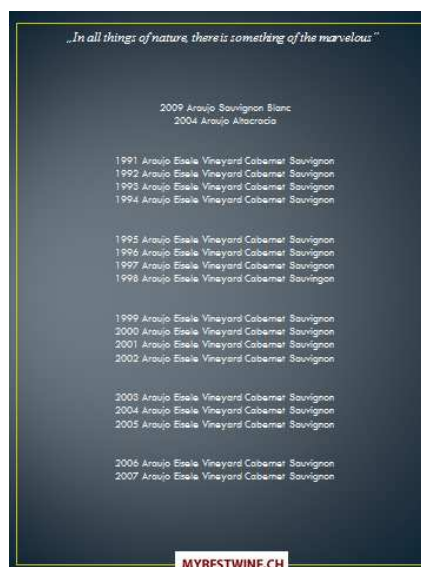 „In all things of nature, there is something of the marvelous"
2009 Araujo Sauvignon Blanc
2004 Araujo Altagracia
1991 Araujo Eisele Vineyard Cabernet Sauvignon
1992 Araujo Eisele Vineyard Cabernet Sauvignon
1993 Araujo Eisele Vineyard Cabernet Sauvignon
1994 Araujo Eisele Vineyard Cabernet Sauvignon
1995 Araujo Eisele Vineyard Cabernet Sauvignon
1996 Araujo Eisele Vineyard Cabernet Sauvignon
1997 Araujo Eisele Vineyard Cabernet Sauvignon
1998 Araujo Eisele Vineyard Cabernet Sauvingon
1999 Araujo Eisele Vineyard Cabernet Sauvignon
2000 Araujo Eisele Vineyard Cabernet Sauvignon
2001 Araujo Eisele Vineyard Cabernet Sauvignon
2002 Araujo Eisele Vineyard Cabernet Sauvignon
2003 Araujo Eisele Vineyard Cabernet Sauvignon
2004 Araujo Eisele Vineyard Cabernet Sauvignon
2005 Araujo Eisele Vineyard Cabernet Sauvignon
2006 Araujo Eisele Vineyard Cabernet Sauvignon
2007 Araujo Eisele Vineyard Cabernet Sauvignon
MYBESTWINE.CH